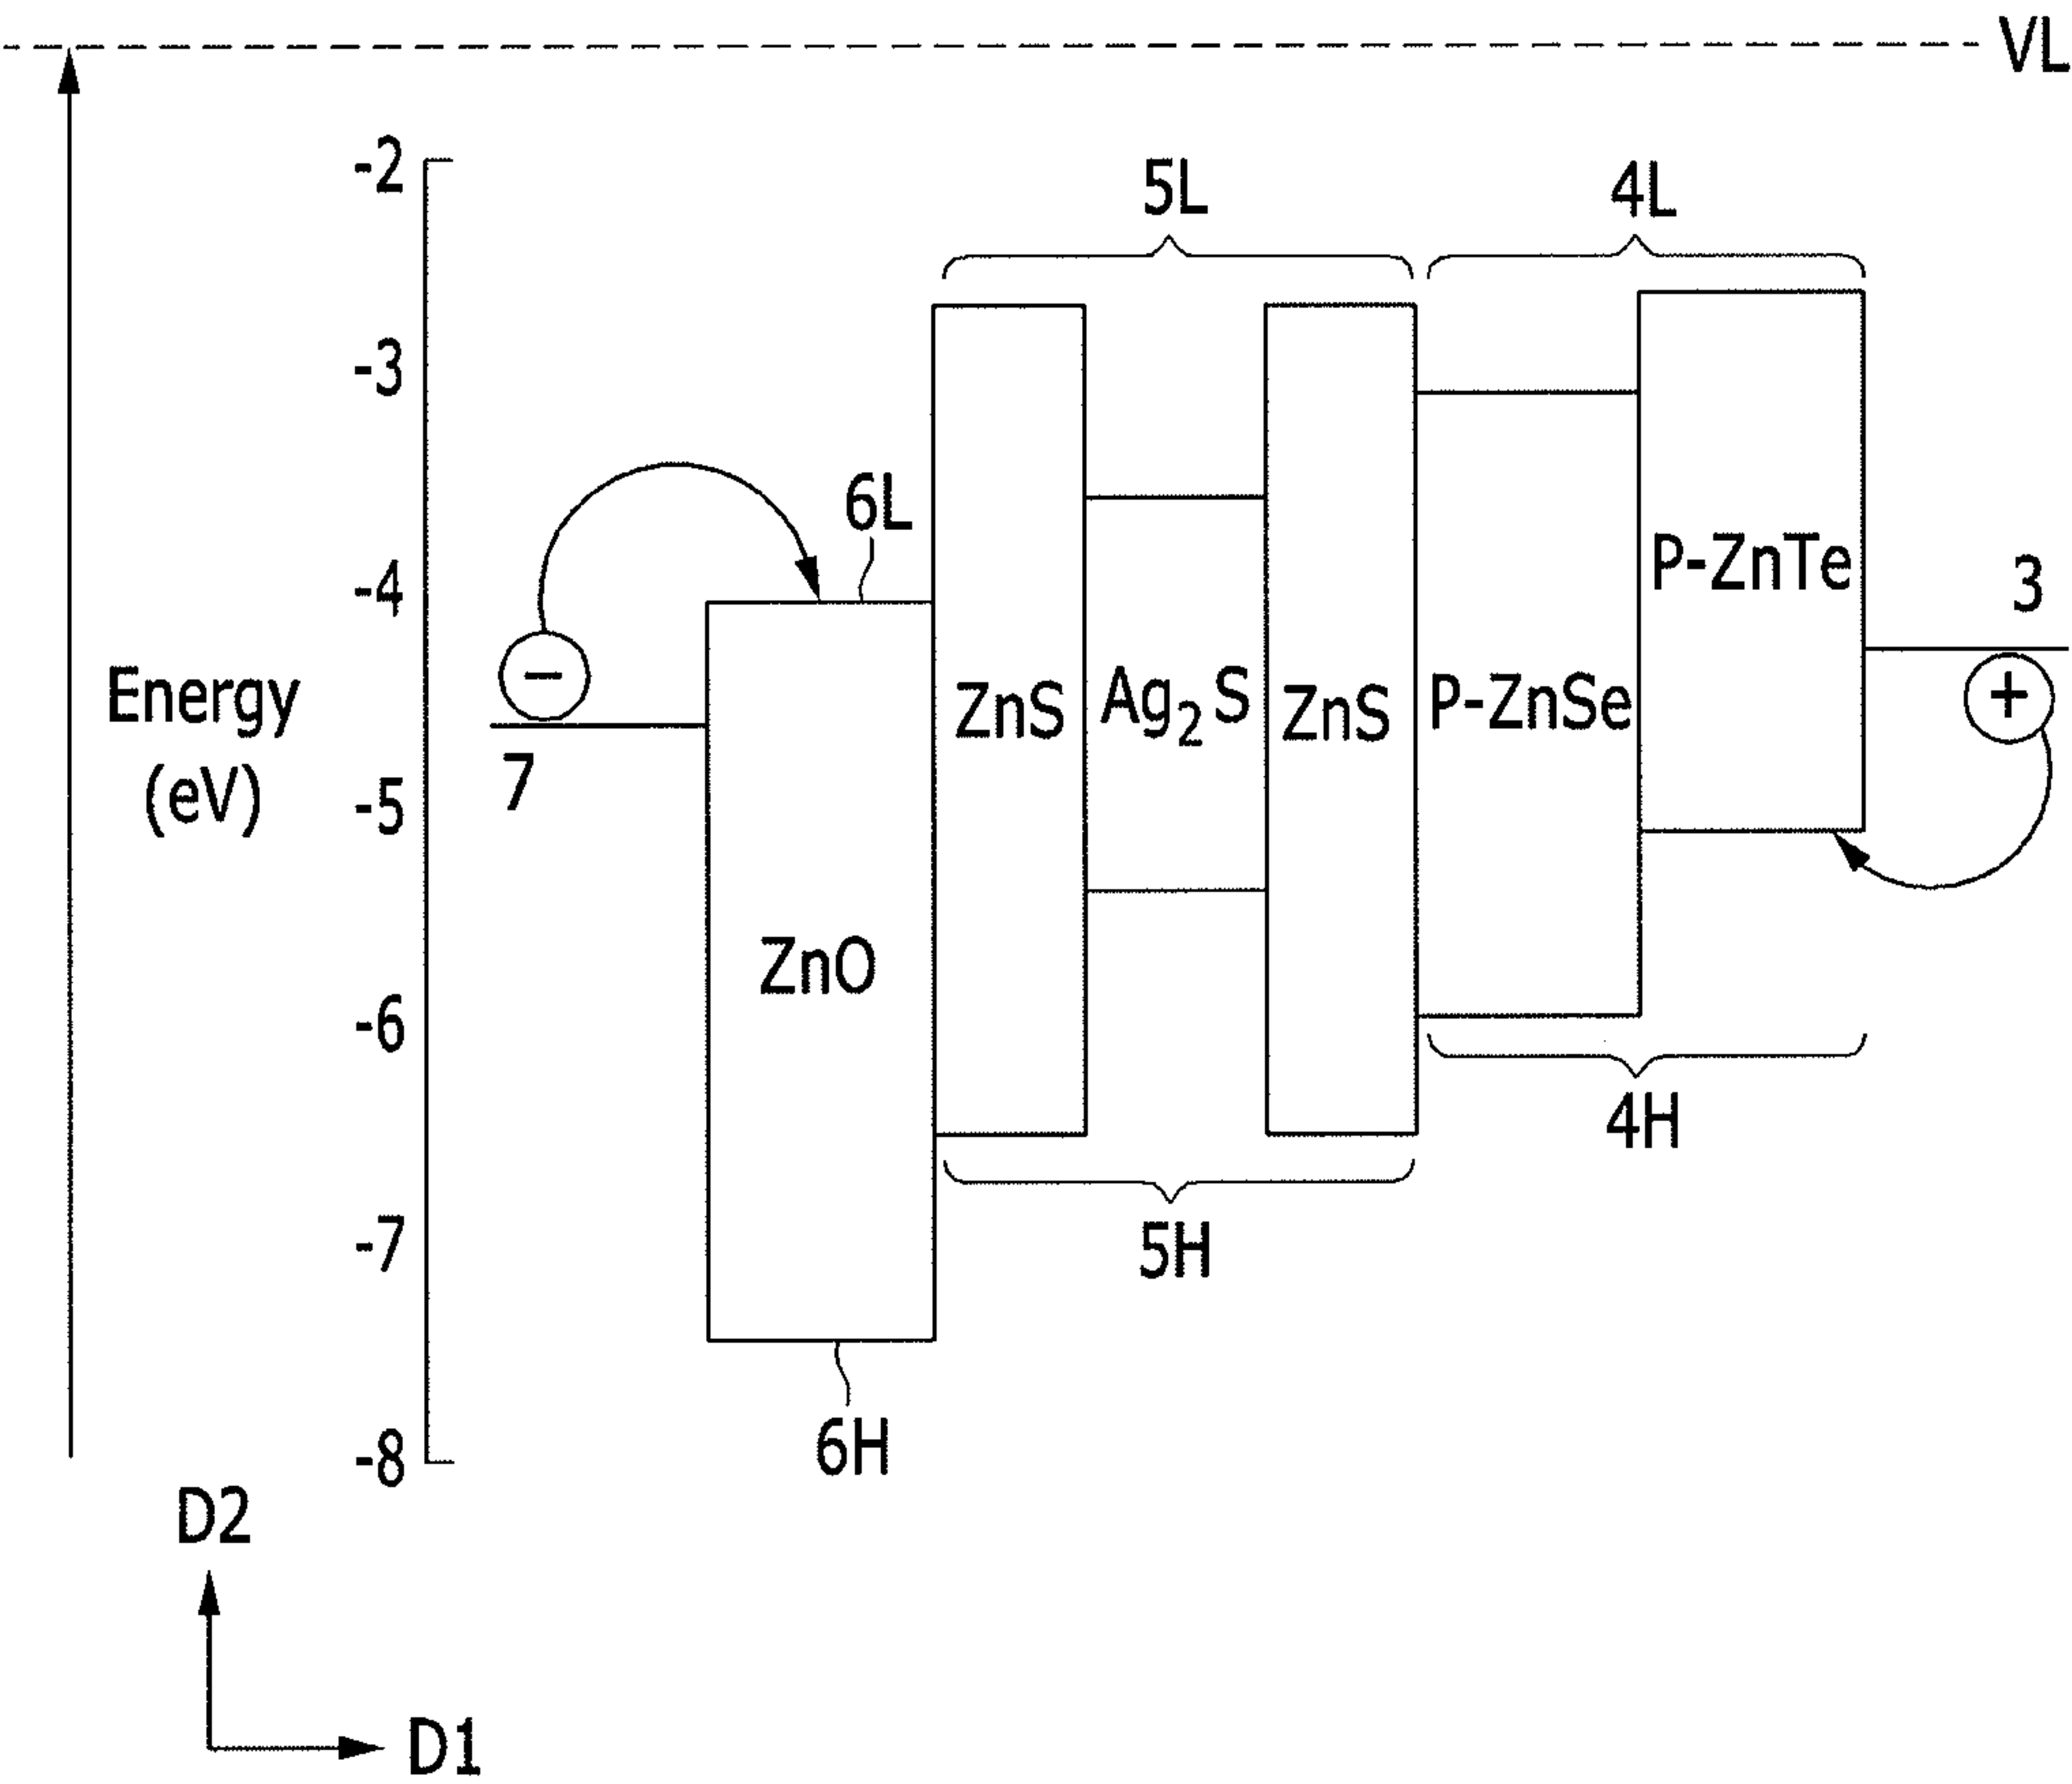 VL
-2
5L
4L
-3
6L
-4
P-ZnTe
3
Energy
(eV)
−
ZnS
Ag2S
ZnS
P-ZnSe
+
7
-5
ZnO
-6
4H
-7
5H
6H
-8
D2
D1